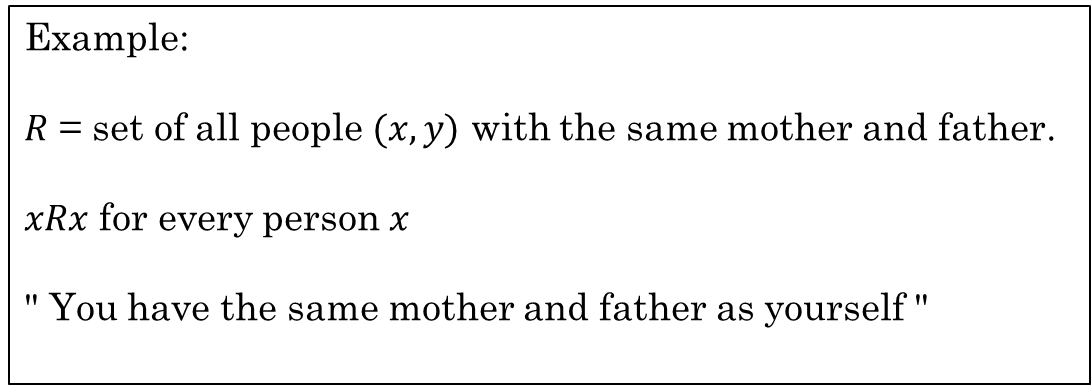 Example:
R = set of all people (x, y) with the same mother and father.
xRx for every person x
" You have the same mother and father as yourself "